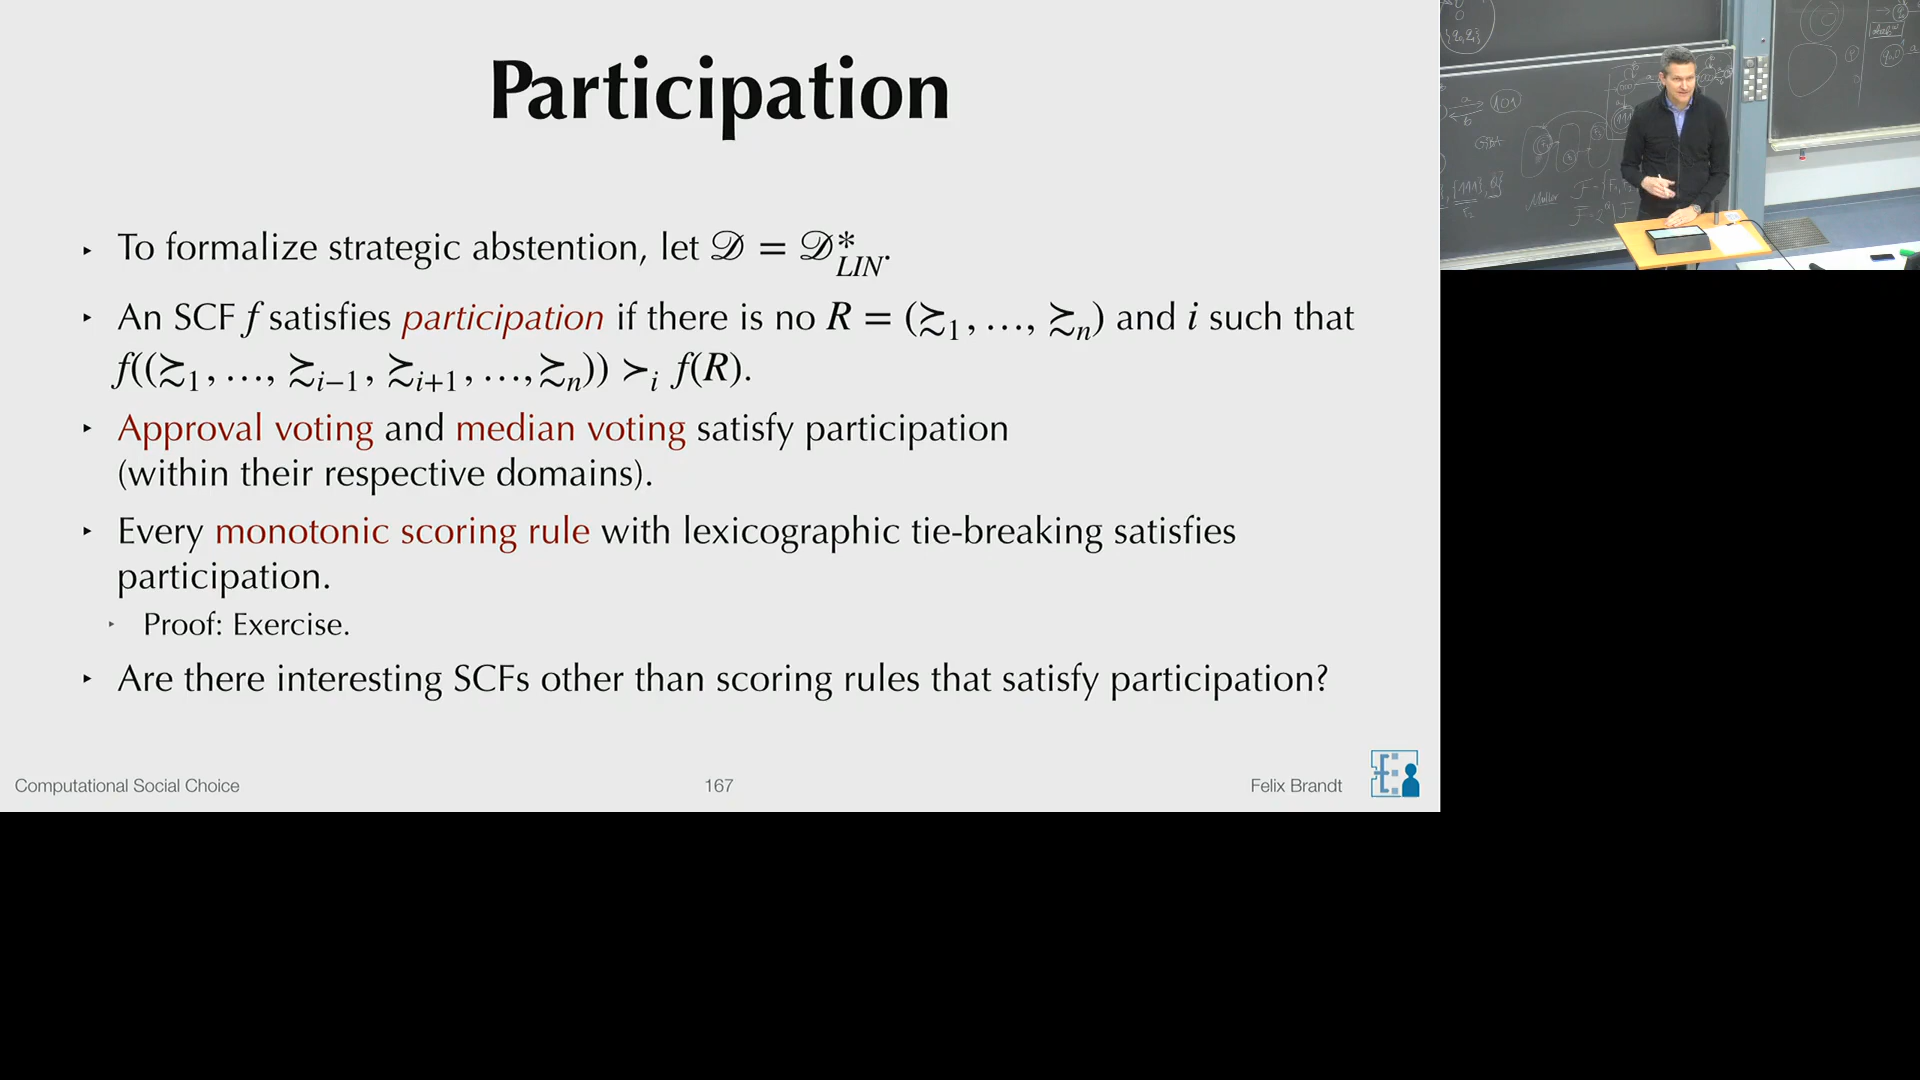 Participation
▸ To formalize strategic abstention, let 𝒟 = 𝒟*_LIN.
▸ An SCF f satisfies participation if there is no R = (≿₁, …, ≿ₙ) and i such that
f((≿₁, …, ≿ᵢ₋₁, ≿ᵢ₊₁, …, ≿ₙ)) ≻ᵢ f(R).
▸ Approval voting and median voting satisfy participation
(within their respective domains).
▸ Every monotonic scoring rule with lexicographic tie-breaking satisfies
participation.
▸ Proof: Exercise.
▸ Are there interesting SCFs other than scoring rules that satisfy participation?
Computational Social Choice 167 Felix Brandt